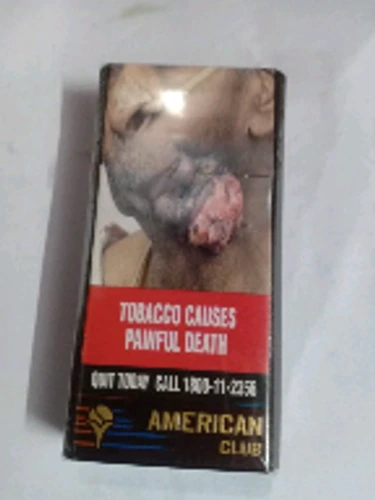 TOBACCO CAUSES
PAINFUL DEATH
QUIT TODAY CALL 1800-11-2356
AMERICAN
CLUB